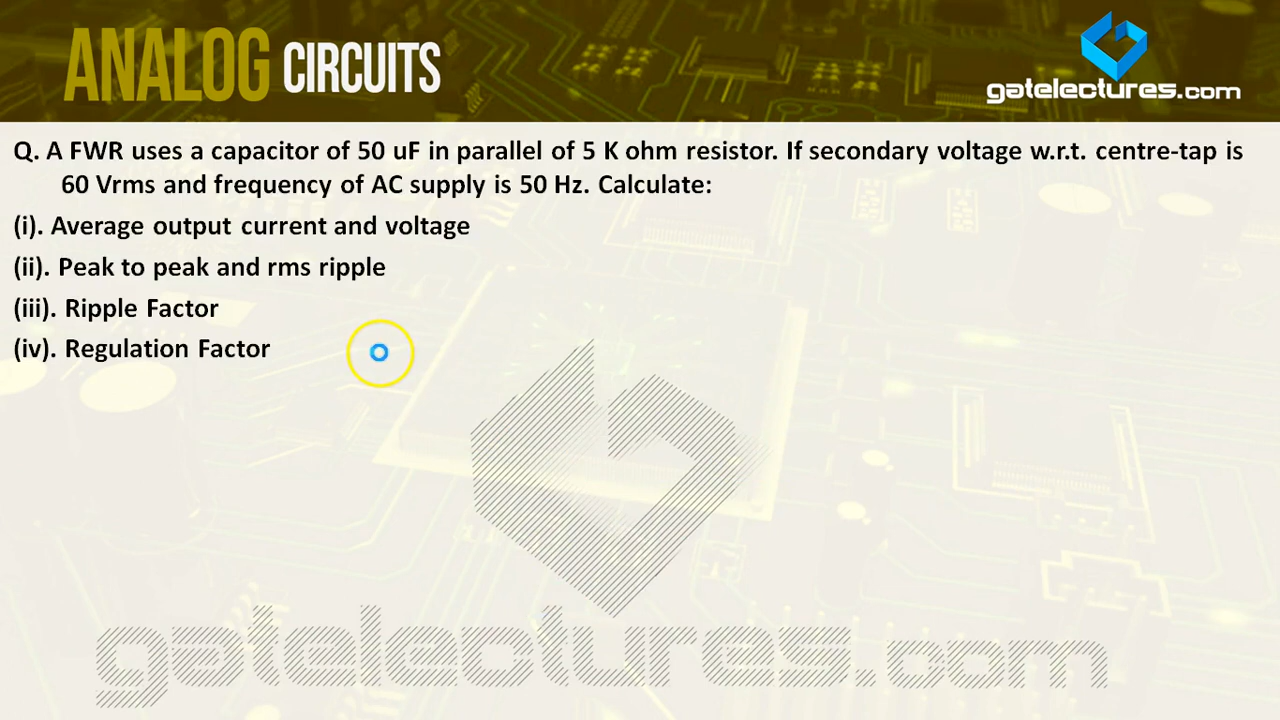 ANALOG CIRCUITS
gatelectures.com
Q. A FWR uses a capacitor of 50 uF in parallel of 5 K ohm resistor. If secondary voltage w.r.t. centre-tap is
60 Vrms and frequency of AC supply is 50 Hz. Calculate:
(i). Average output current and voltage
(ii). Peak to peak and rms ripple
(iii). Ripple Factor
(iv). Regulation Factor
gatelectures.com